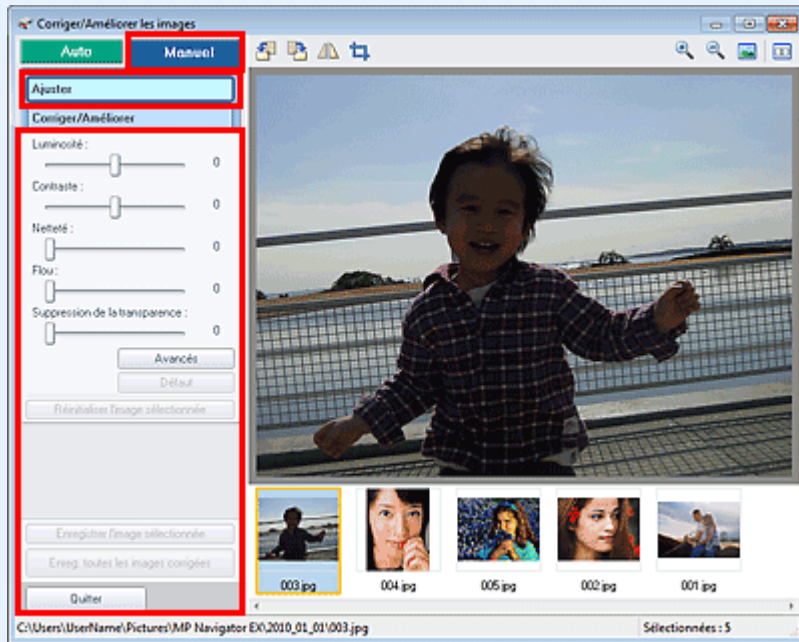 Corriger/Améliorer les images
Auto
Manuel
Ajuster
Corriger/Améliorer
Luminosité :
0
Contraste :
0
Netteté :
0
Flou :
0
Suppression de la transparence :
0
Avancés
Défaut
Réinitialiser l'image sélectionnée
Enregistrer l'image sélectionnée
Enreg. toutes les images corrigées
Quitter
003.jpg
004.jpg
005.jpg
002.jpg
001.jpg
C:\Users\UserName\Pictures\MP Navigator EX\2010_01_01\003.jpg
Sélectionnées : 5